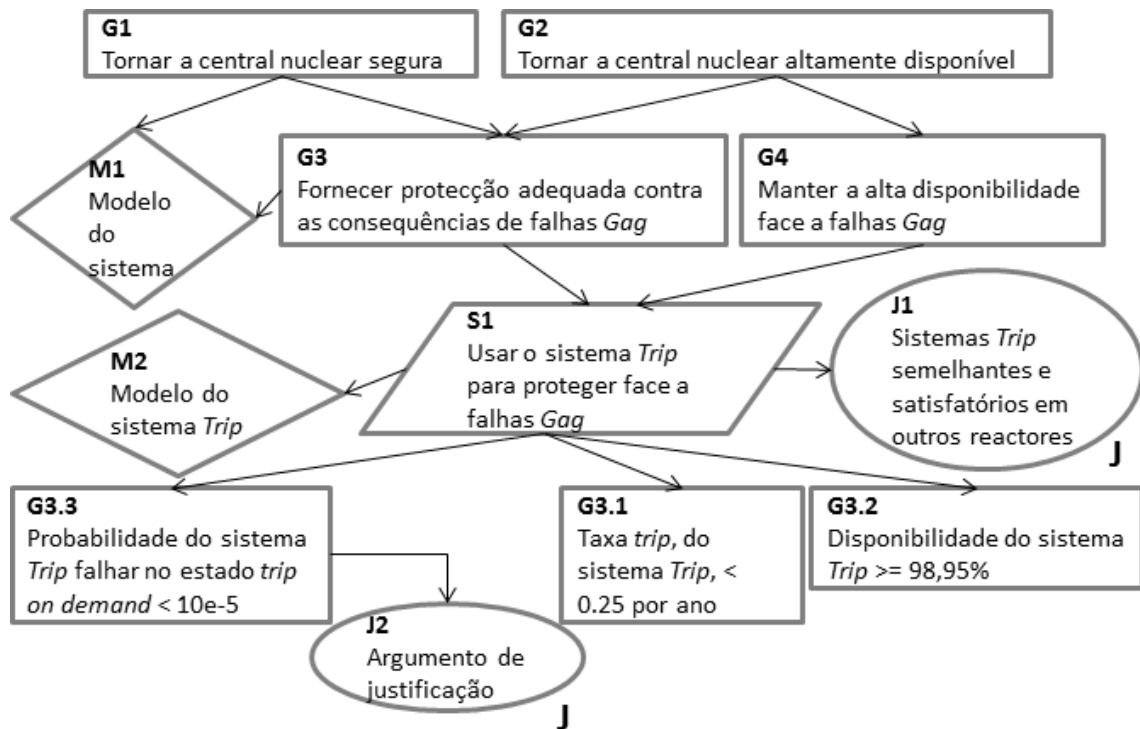 G1
Tornar a central nuclear segura
G2
Tornar a central nuclear altamente disponível
M1
Modelo
do
sistema
G3
Fornecer protecção adequada contra
as consequências de falhas Gag
G4
Manter a alta disponibilidade
face a falhas Gag
M2
Modelo do
sistema Trip
S1
Usar o sistema Trip
para proteger face a
falhas Gag
J1
Sistemas Trip
semelhantes e
satisfatórios em
outros reactores
J
G3.3
Probabilidade do sistema
Trip falhar no estado trip
on demand < 10e-5
G3.1
Taxa trip, do
sistema Trip, <
0.25 por ano
G3.2
Disponibilidade do sistema
Trip >= 98,95%
J2
Argumento de
justificação
J